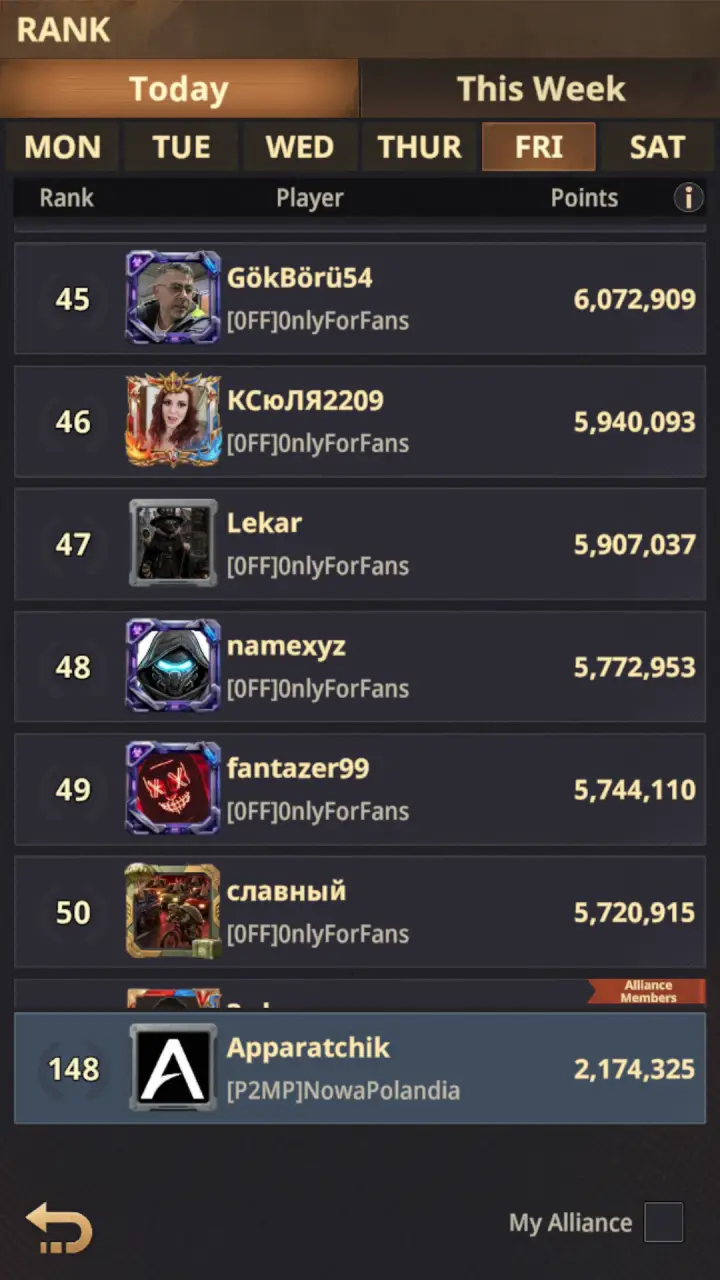 RANK
Today
This Week
MON TUE WED THUR FRI SAT
Rank Player Points
45 GökBörü54 6,072,909
[0FF]0nlyForFans
46 КСюЛЯ2209 5,940,093
[0FF]0nlyForFans
47 Lekar 5,907,037
[0FF]0nlyForFans
48 namexyz 5,772,953
[0FF]0nlyForFans
49 fantazer99 5,744,110
[0FF]0nlyForFans
50 славный 5,720,915
[0FF]0nlyForFans
Alliance
Members
148 Apparatchik 2,174,325
[P2MP]NowaPolandia
My Alliance